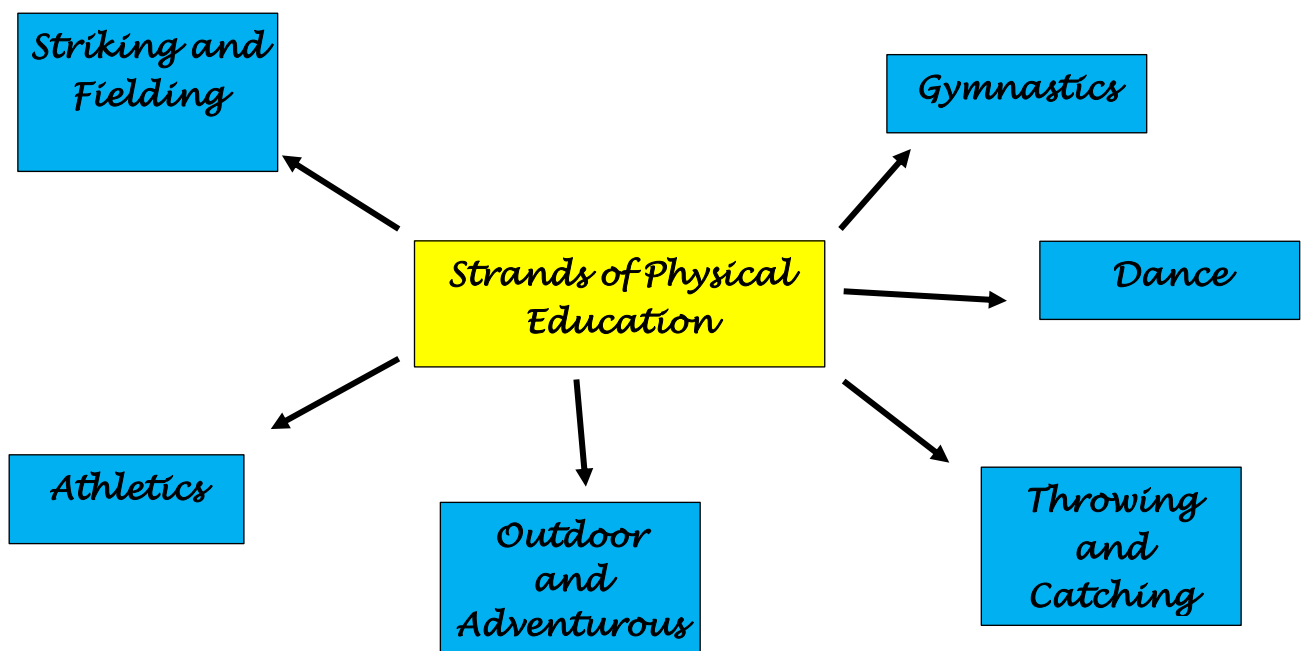 Striking and
Fielding
Gymnastics
Strands of Physical
Education
Dance
Athletics
Outdoor
and
Adventurous
Throwing
and
Catching